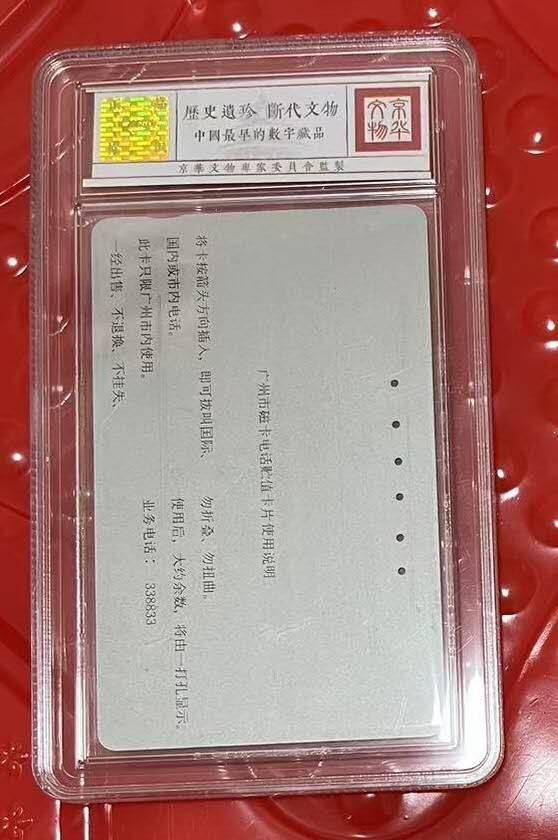 歷史遺珍 斷代文物
中國最早的數字藏品
京华文物
京華文物專家委員會監製
广州市磁卡电话贮值卡片使用说明
将卡按箭头方向插入，即可拨叫国际、
国内或市内电话。
此卡只限广州市内使用。
一经出售、不退换、不挂失、
勿折叠、勿扭曲。
使用后，大约余数，将由一打孔显示。
业务电话：338833